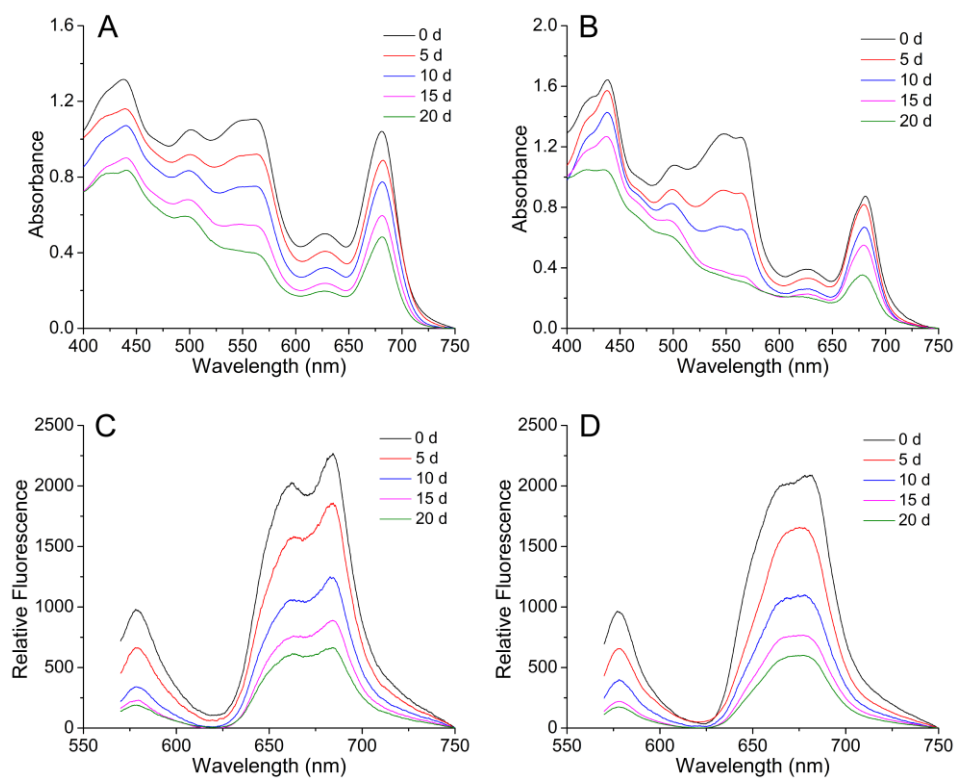 A
1.6
1.2
0.8
0.4
0.0
Absorbance
400 450 500 550 600 650 700 750
Wavelength (nm)
0 d
5 d
10 d
15 d
20 d
B
2.0
1.6
1.2
0.8
0.4
0.0
Absorbance
400 450 500 550 600 650 700 750
Wavelength (nm)
0 d
5 d
10 d
15 d
20 d
C
2500
2000
1500
1000
500
0
Relative Fluorescence
550 600 650 700 750
Wavelength (nm)
0 d
5 d
10 d
15 d
20 d
D
2500
2000
1500
1000
500
0
Relative Fluorescence
550 600 650 700 750
Wavelength (nm)
0 d
5 d
10 d
15 d
20 d